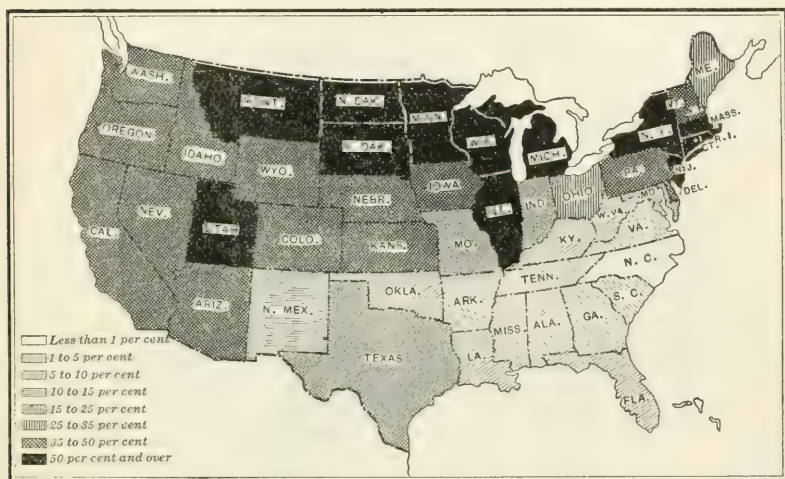 WASH.
OREGON
IDAHO
MONT.
N. DAK.
S. DAK.
MINN.
WIS.
MICH.
WYO.
NEBR.
IOWA
NEV.
UTAH
COLO.
KANS.
CAL.
ARIZ.
N. MEX.
OKLA.
TEXAS
MO.
ARK.
LA.
ILL.
IND.
OHIO
KY.
TENN.
MISS.
ALA.
GA.
FLA.
S. C.
N. C.
VA.
W. VA.
MD.
DEL.
PA.
N. J.
N. Y.
CT.
R. I.
MASS.
VT.
ME.
Less than 1 per cent
1 to 5 per cent
5 to 10 per cent
10 to 15 per cent
15 to 25 per cent
25 to 35 per cent
35 to 50 per cent
50 per cent and over